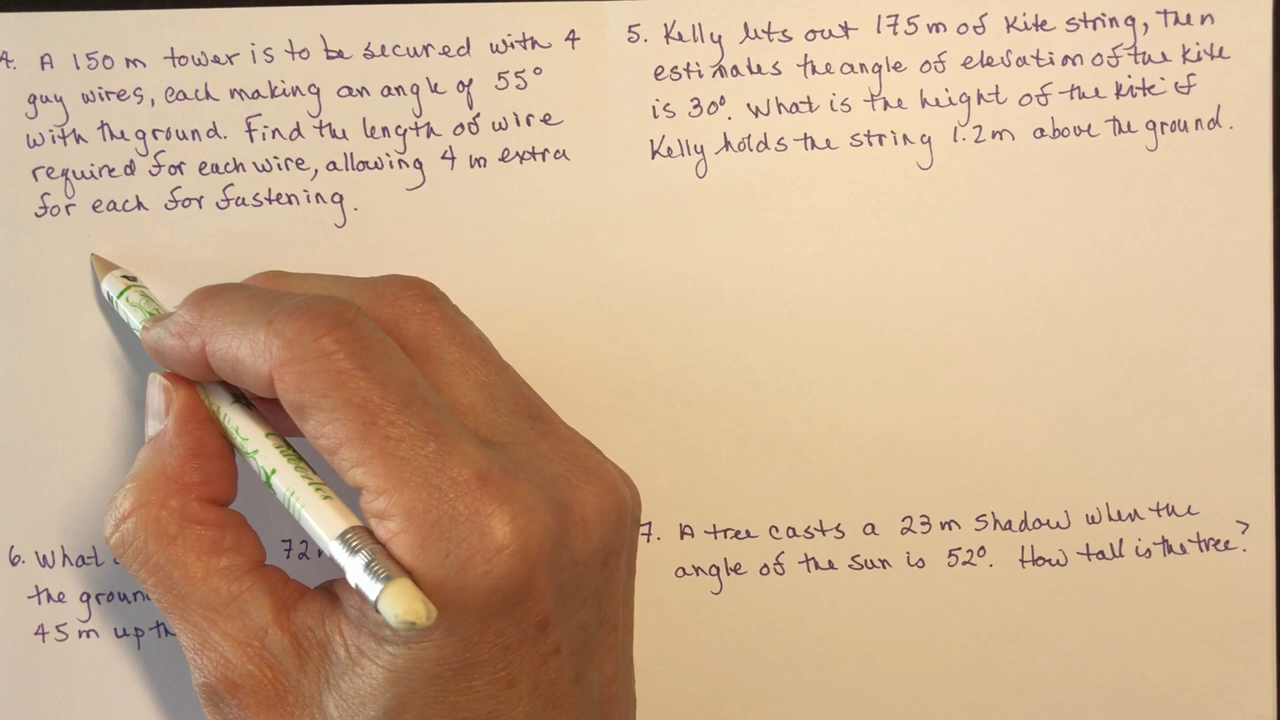 4. A 150 m tower is to be secured with 4
guy wires, each making an angle of 55°
with the ground. Find the length of wire
required for each wire, allowing 4 m extra
for each for fastening.
5. Kelly lets out 175 m of kite string, then
estimates the angle of elevation of the kite
is 30°. What is the height of the kite if
Kelly holds the string 1.2 m above the ground.
6. What 72
the groun
45 m up th
7. A tree casts a 23 m shadow when the
angle of the sun is 52°. How tall is the tree?